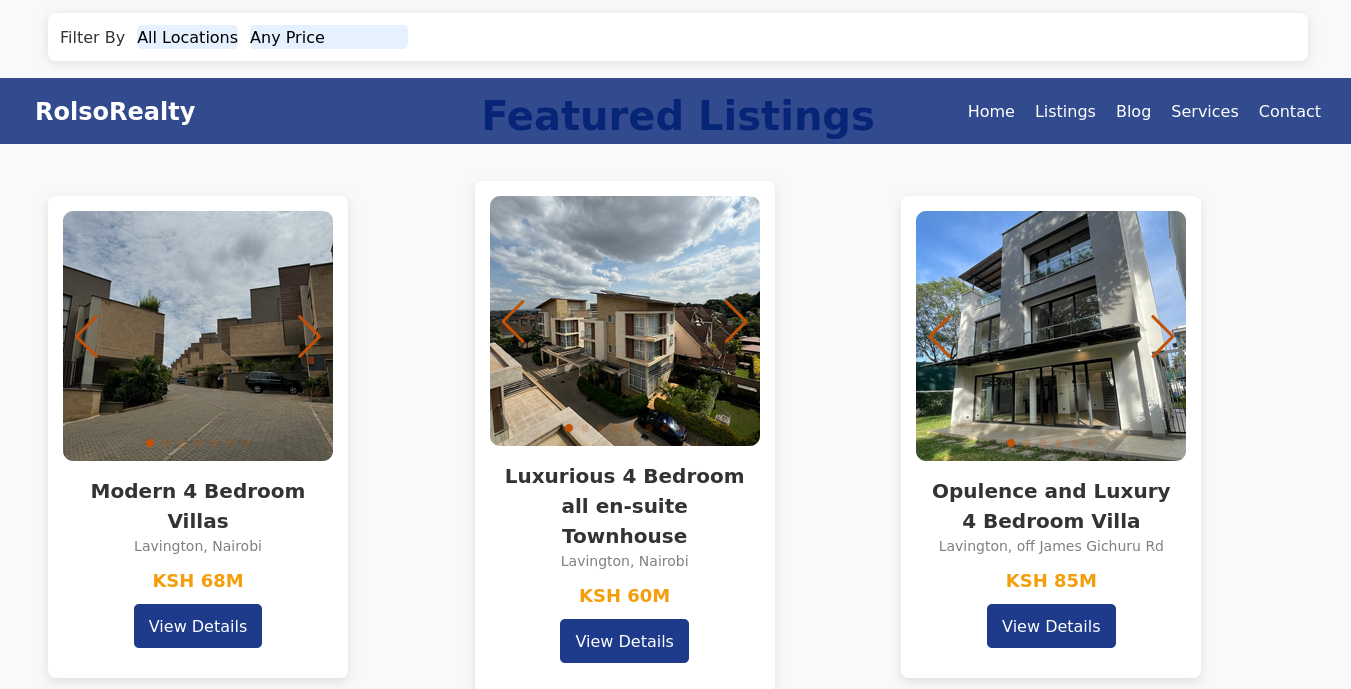 Filter By All Locations Any Price
RolsoRealty
Featured Listings
Home Listings Blog Services Contact
Modern 4 Bedroom
Villas
Lavington, Nairobi
KSH 68M
View Details
Luxurious 4 Bedroom
all en-suite
Townhouse
Lavington, Nairobi
KSH 60M
View Details
Opulence and Luxury
4 Bedroom Villa
Lavington, off James Gichuru Rd
KSH 85M
View Details